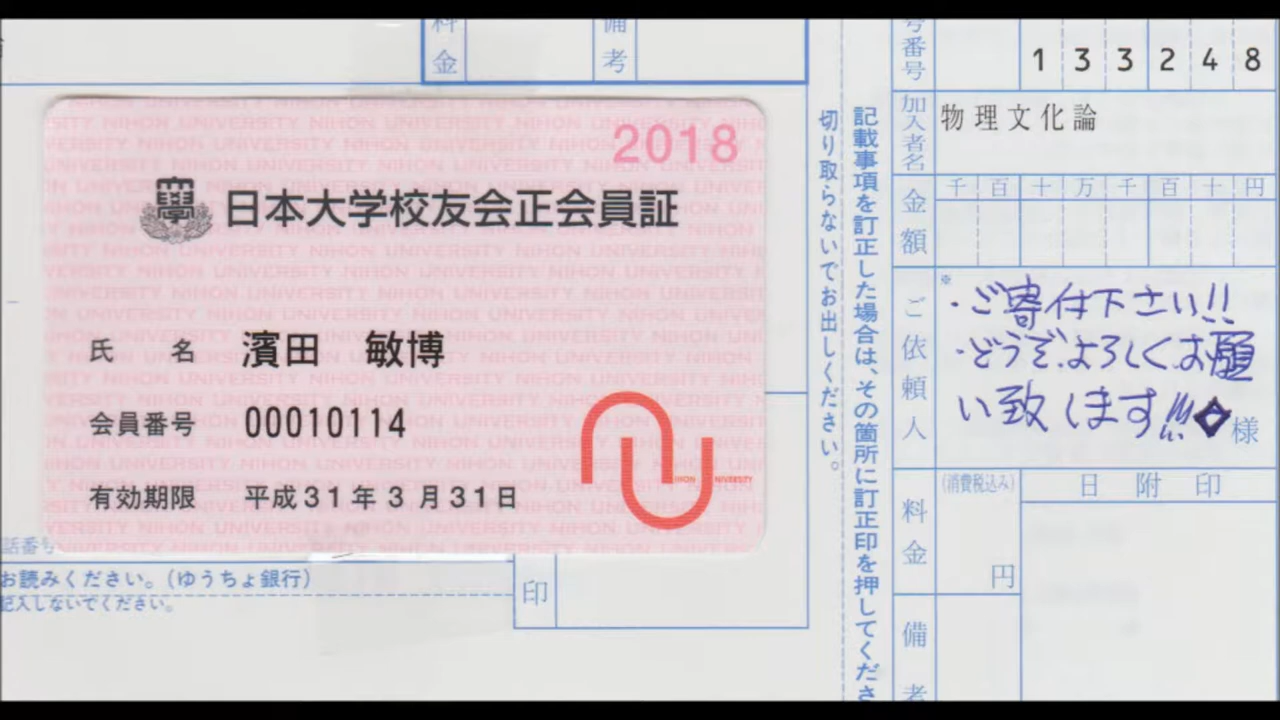 料金
備考
2018
日本大学校友会正会員証
氏　名　濱田　敏博
会員番号　00010114
有効期限　平成31年3月31日
NIHON UNIVERSITY
話番号
お読みください。(ゆうちょ銀行)
記入しないでください。
印
切り取らないでお出しください。
記載事項を訂正した場合は、その箇所に訂正印を押してくださ
号番号　133248
加入者名　物理文化論
金額　千百十万千百十円
ご依頼人
※
・ご寄付下さい!!
・どうぞ、よろしくお願
い致します!!!!
様
料金
(消費税込み)
円
日附印
備考